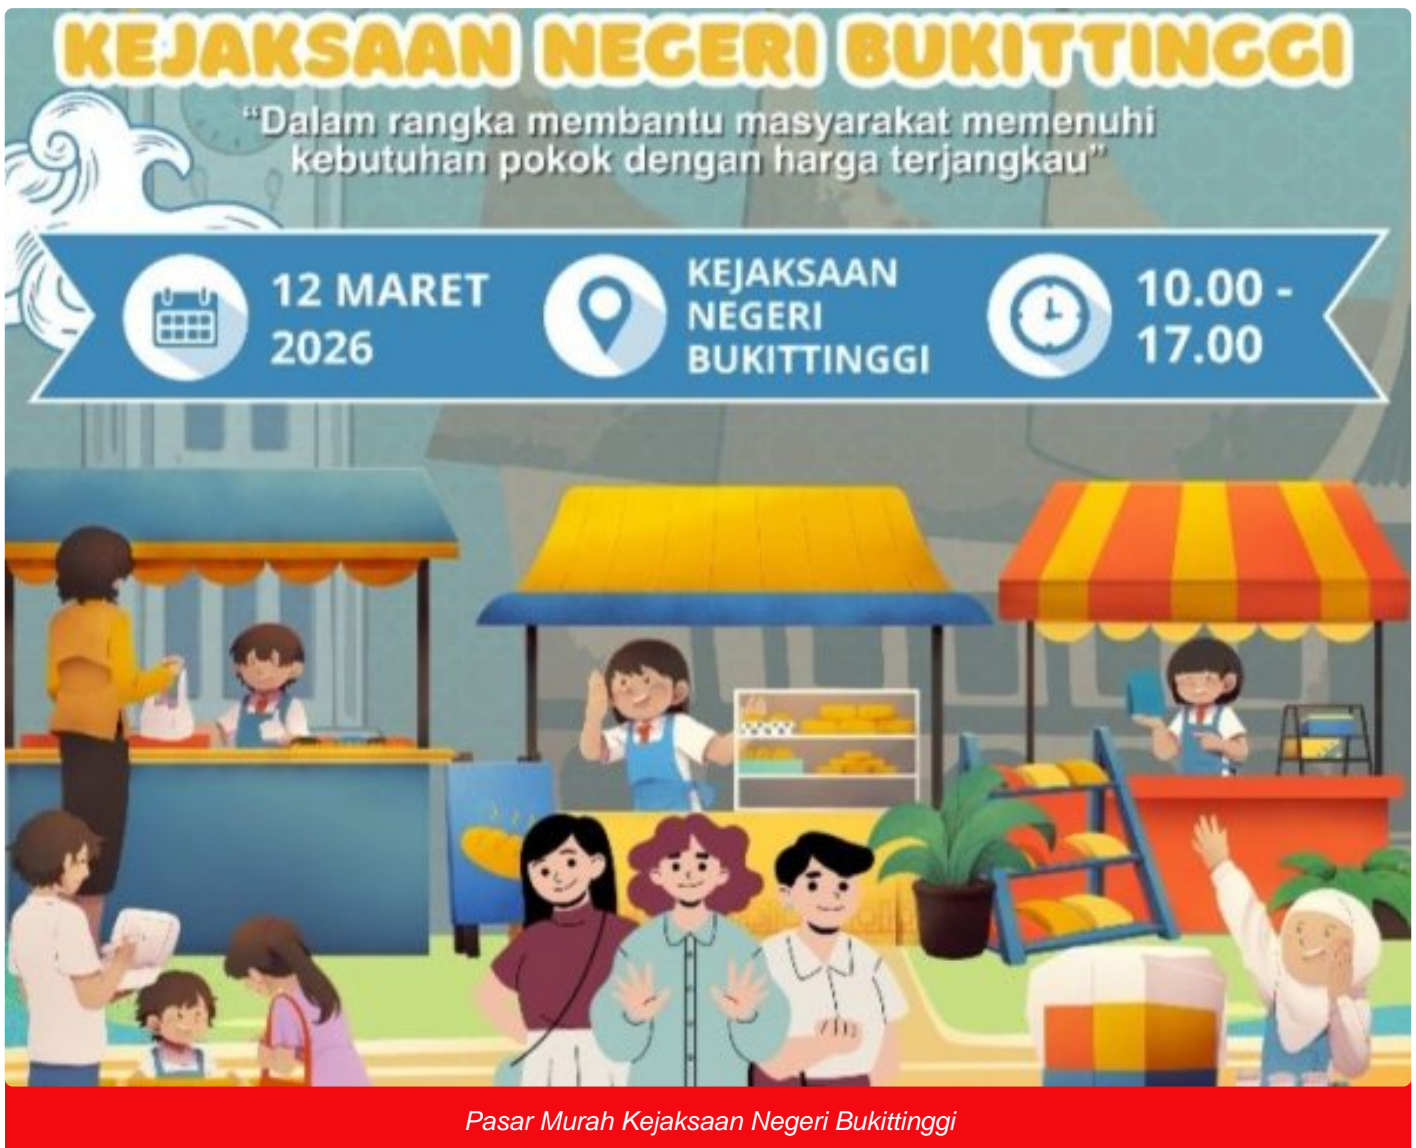 KEJAKSAAN NEGERI BUKITTINGGI
“Dalam rangka membantu masyarakat memenuhi
kebutuhan pokok dengan harga terjangkau”
12 MARET
2026
KEJAKSAAN
NEGERI
BUKITTINGGI
10.00 -
17.00
Pasar Murah Kejaksaan Negeri Bukittinggi